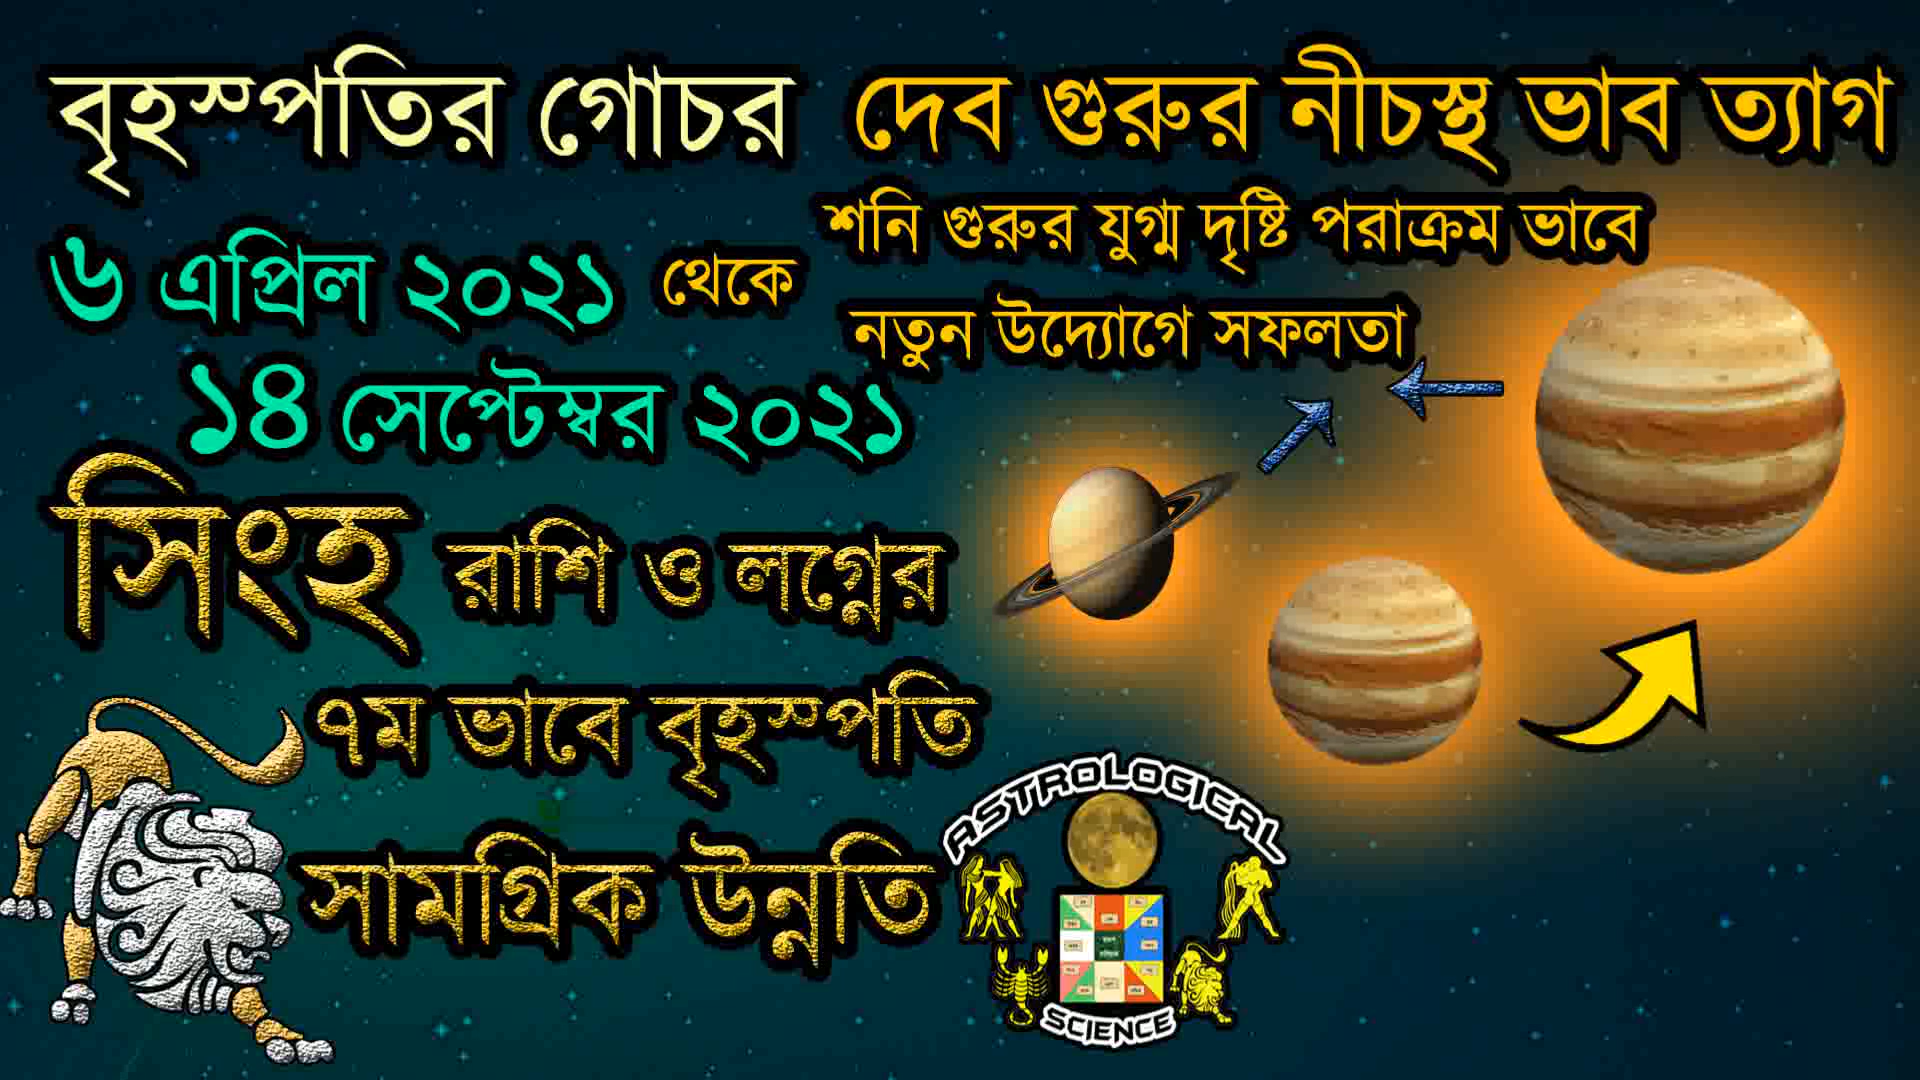 বৃহস্পতির গোচর
দেব গুরুর নীচস্থ ভাব ত্যাগ
শনি গুরুর যুগ্ম দৃষ্টি পরাক্রম ভাবে
নতুন উদ্যোগে সফলতা
৬ এপ্রিল ২০২১ থেকে
১৪ সেপ্টেম্বর ২০২১
সিংহ রাশি ও লগ্নের
৭ম ভাবে বৃহস্পতি
সামগ্রিক উন্নতি
ASTROLOGICAL
SCIENCE